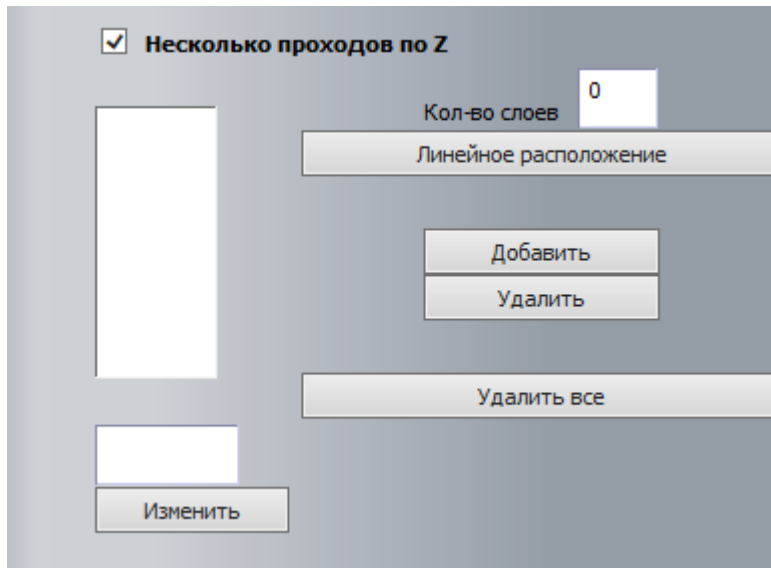 Несколько проходов по Z
Кол-во слоев 0
Линейное расположение
Добавить
Удалить
Удалить все
Изменить